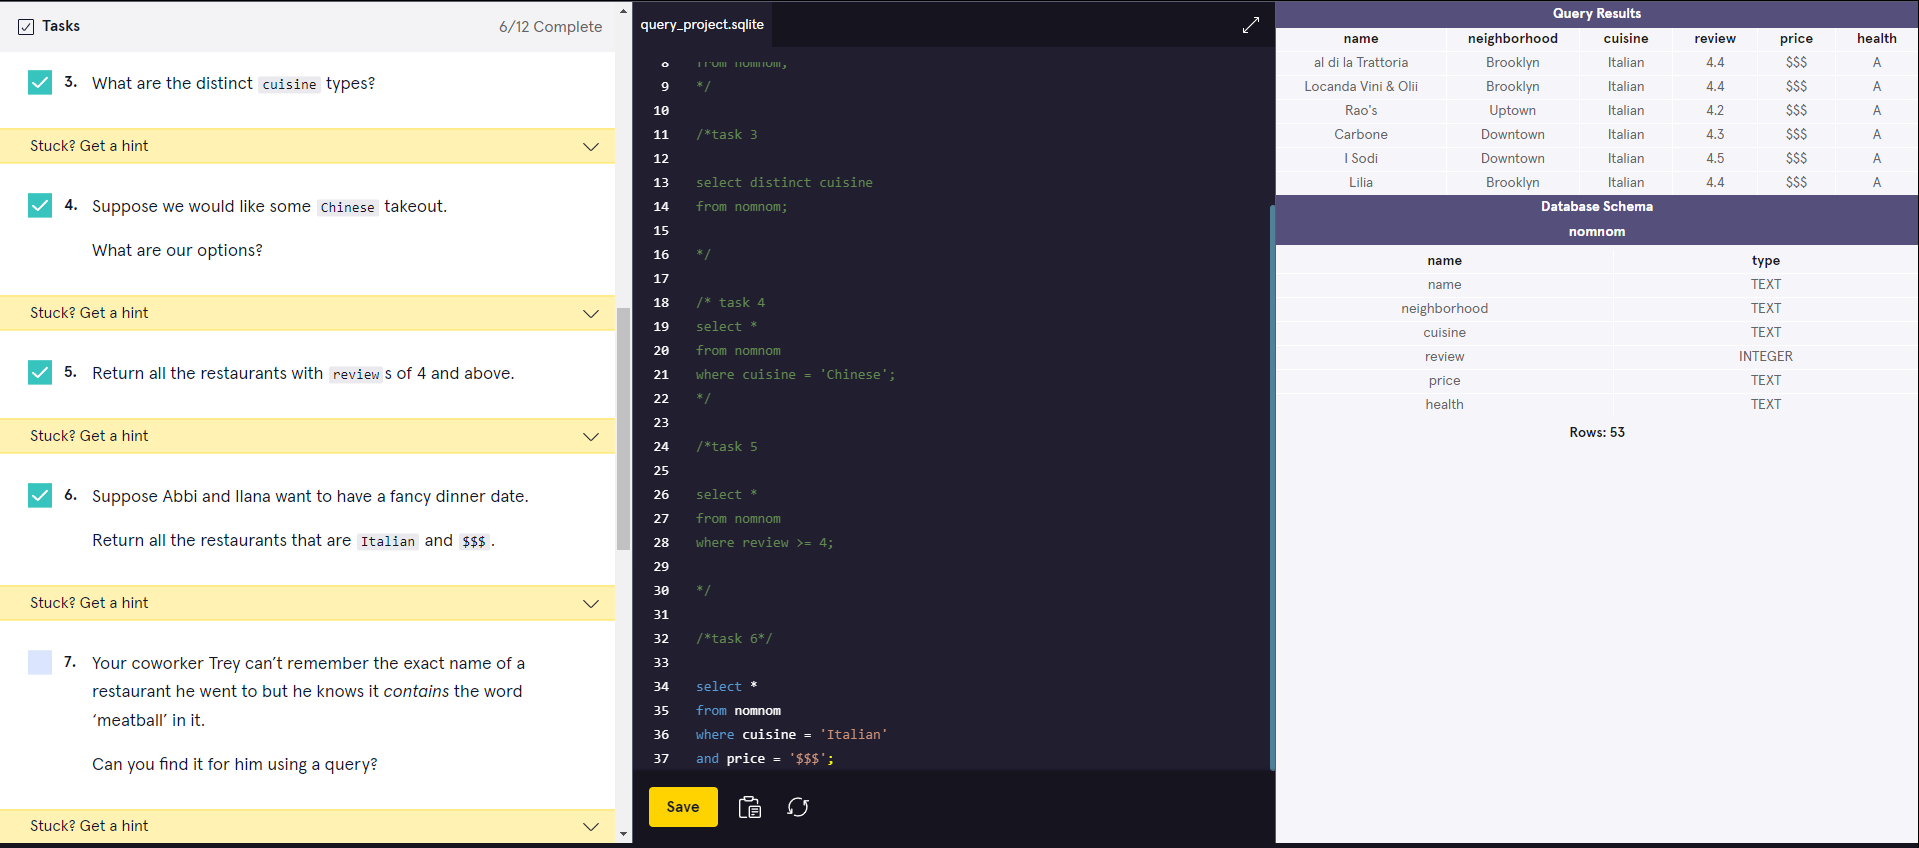 Tasks
6/12 Complete
3. What are the distinct cuisine types?
Stuck? Get a hint
4. Suppose we would like some Chinese takeout.
What are our options?
Stuck? Get a hint
5. Return all the restaurants with reviews of 4 and above.
Stuck? Get a hint
6. Suppose Abbi and Ilana want to have a fancy dinner date.
Return all the restaurants that are Italian and $$$.
Stuck? Get a hint
7. Your coworker Trey can’t remember the exact name of a
restaurant he went to but he knows it contains the word
‘meatball’ in it.
Can you find it for him using a query?
Stuck? Get a hint
query_project.sqlite
8 from nomnom;
9 */
10
11 /*task 3
12
13 select distinct cuisine
14 from nomnom;
15
16 */
17
18 /* task 4
19 select *
20 from nomnom
21 where cuisine = 'Chinese';
22 */
23
24 /*task 5
25
26 select *
27 from nomnom
28 where review >= 4;
29
30 */
31
32 /*task 6*/
33
34 select *
35 from nomnom
36 where cuisine = 'Italian'
37 and price = '$$$';
Save
Query Results
name neighborhood cuisine review price health
al di la Trattoria Brooklyn Italian 4.4 $$$ A
Locanda Vini & Olii Brooklyn Italian 4.4 $$$ A
Rao's Uptown Italian 4.2 $$$ A
Carbone Downtown Italian 4.3 $$$ A
I Sodi Downtown Italian 4.5 $$$ A
Lilia Brooklyn Italian 4.4 $$$ A
Database Schema
nomnom
name type
name TEXT
neighborhood TEXT
cuisine TEXT
review INTEGER
price TEXT
health TEXT
Rows: 53